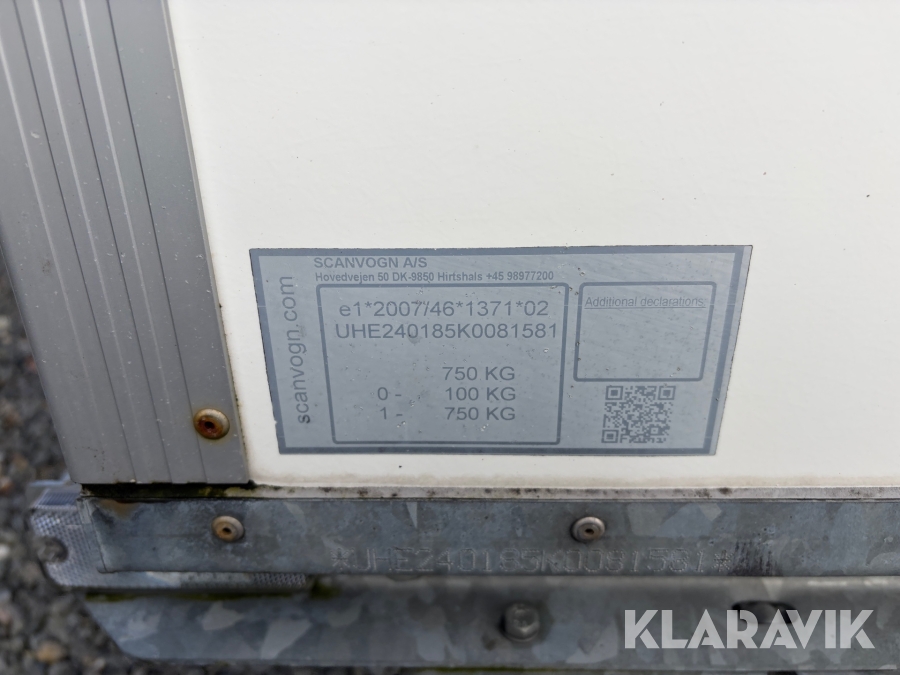 SCANVOGN A/S
Hovedvejen 50 DK-9850 Hirtshals +45 98977200
scanvogn.com
e1*2007/46*1371*02
UHE240185K0081581
750 KG
0 - 100 KG
1 - 750 KG
Additional declarations:
*UHE240185K0081581*
KLARAVIK